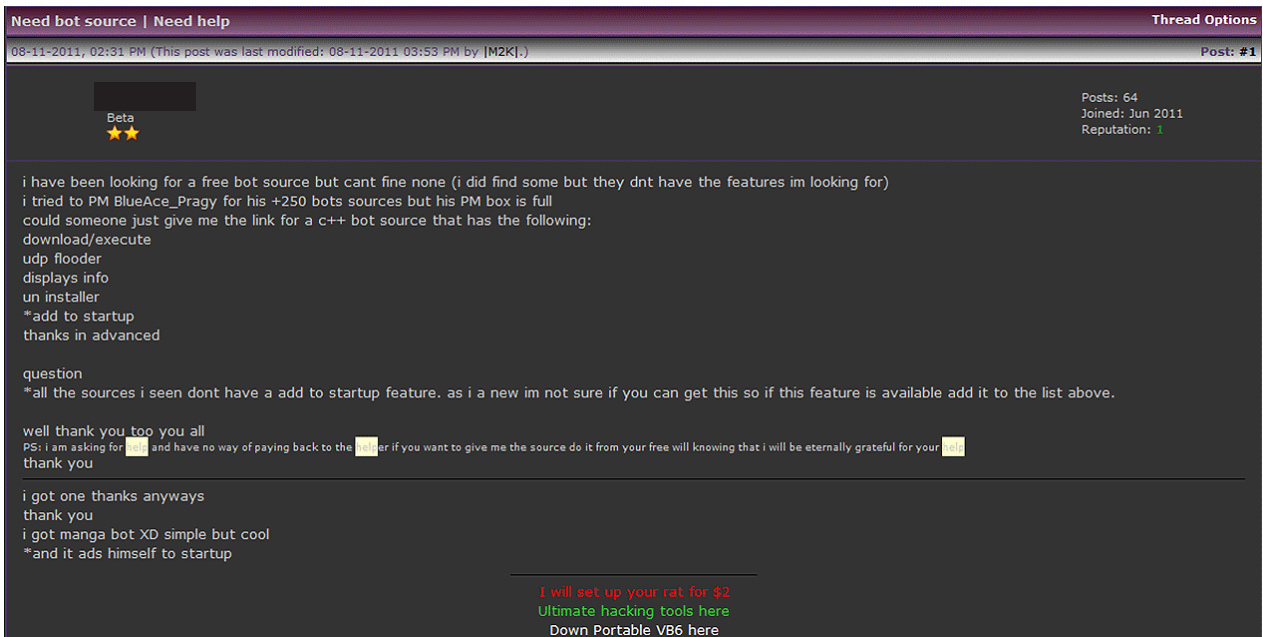 Need bot source | Need help
Thread Options
08-11-2011, 02:31 PM (This post was last modified: 08-11-2011 03:53 PM by |M2K|.)
Post: #1
Beta
Posts: 64
Joined: Jun 2011
Reputation: 1
i have been looking for a free bot source but cant fine none (i did find some but they dnt have the features im looking for)
i tried to PM BlueAce_Pragy for his +250 bots sources but his PM box is full
could someone just give me the link for a c++ bot source that has the following:
download/execute
udp flooder
displays info
un installer
*add to startup
thanks in advanced
question
*all the sources i seen dont have a add to startup feature. as i a new im not sure if you can get this so if this feature is available add it to the list above.
well thank you too you all
PS: i am asking for help and have no way of paying back to the helper if you want to give me the source do it from your free will knowing that i will be eternally grateful for your help
thank you
i got one thanks anyways
thank you
i got manga bot XD simple but cool
*and it ads himself to startup
I will set up your rat for $2
Ultimate hacking tools here
Down Portable VB6 here